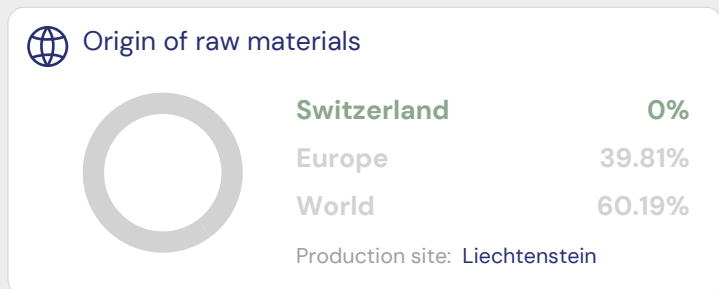 Origin of raw materials
Switzerland 0%
Europe 39.81%
World 60.19%
Production site: Liechtenstein